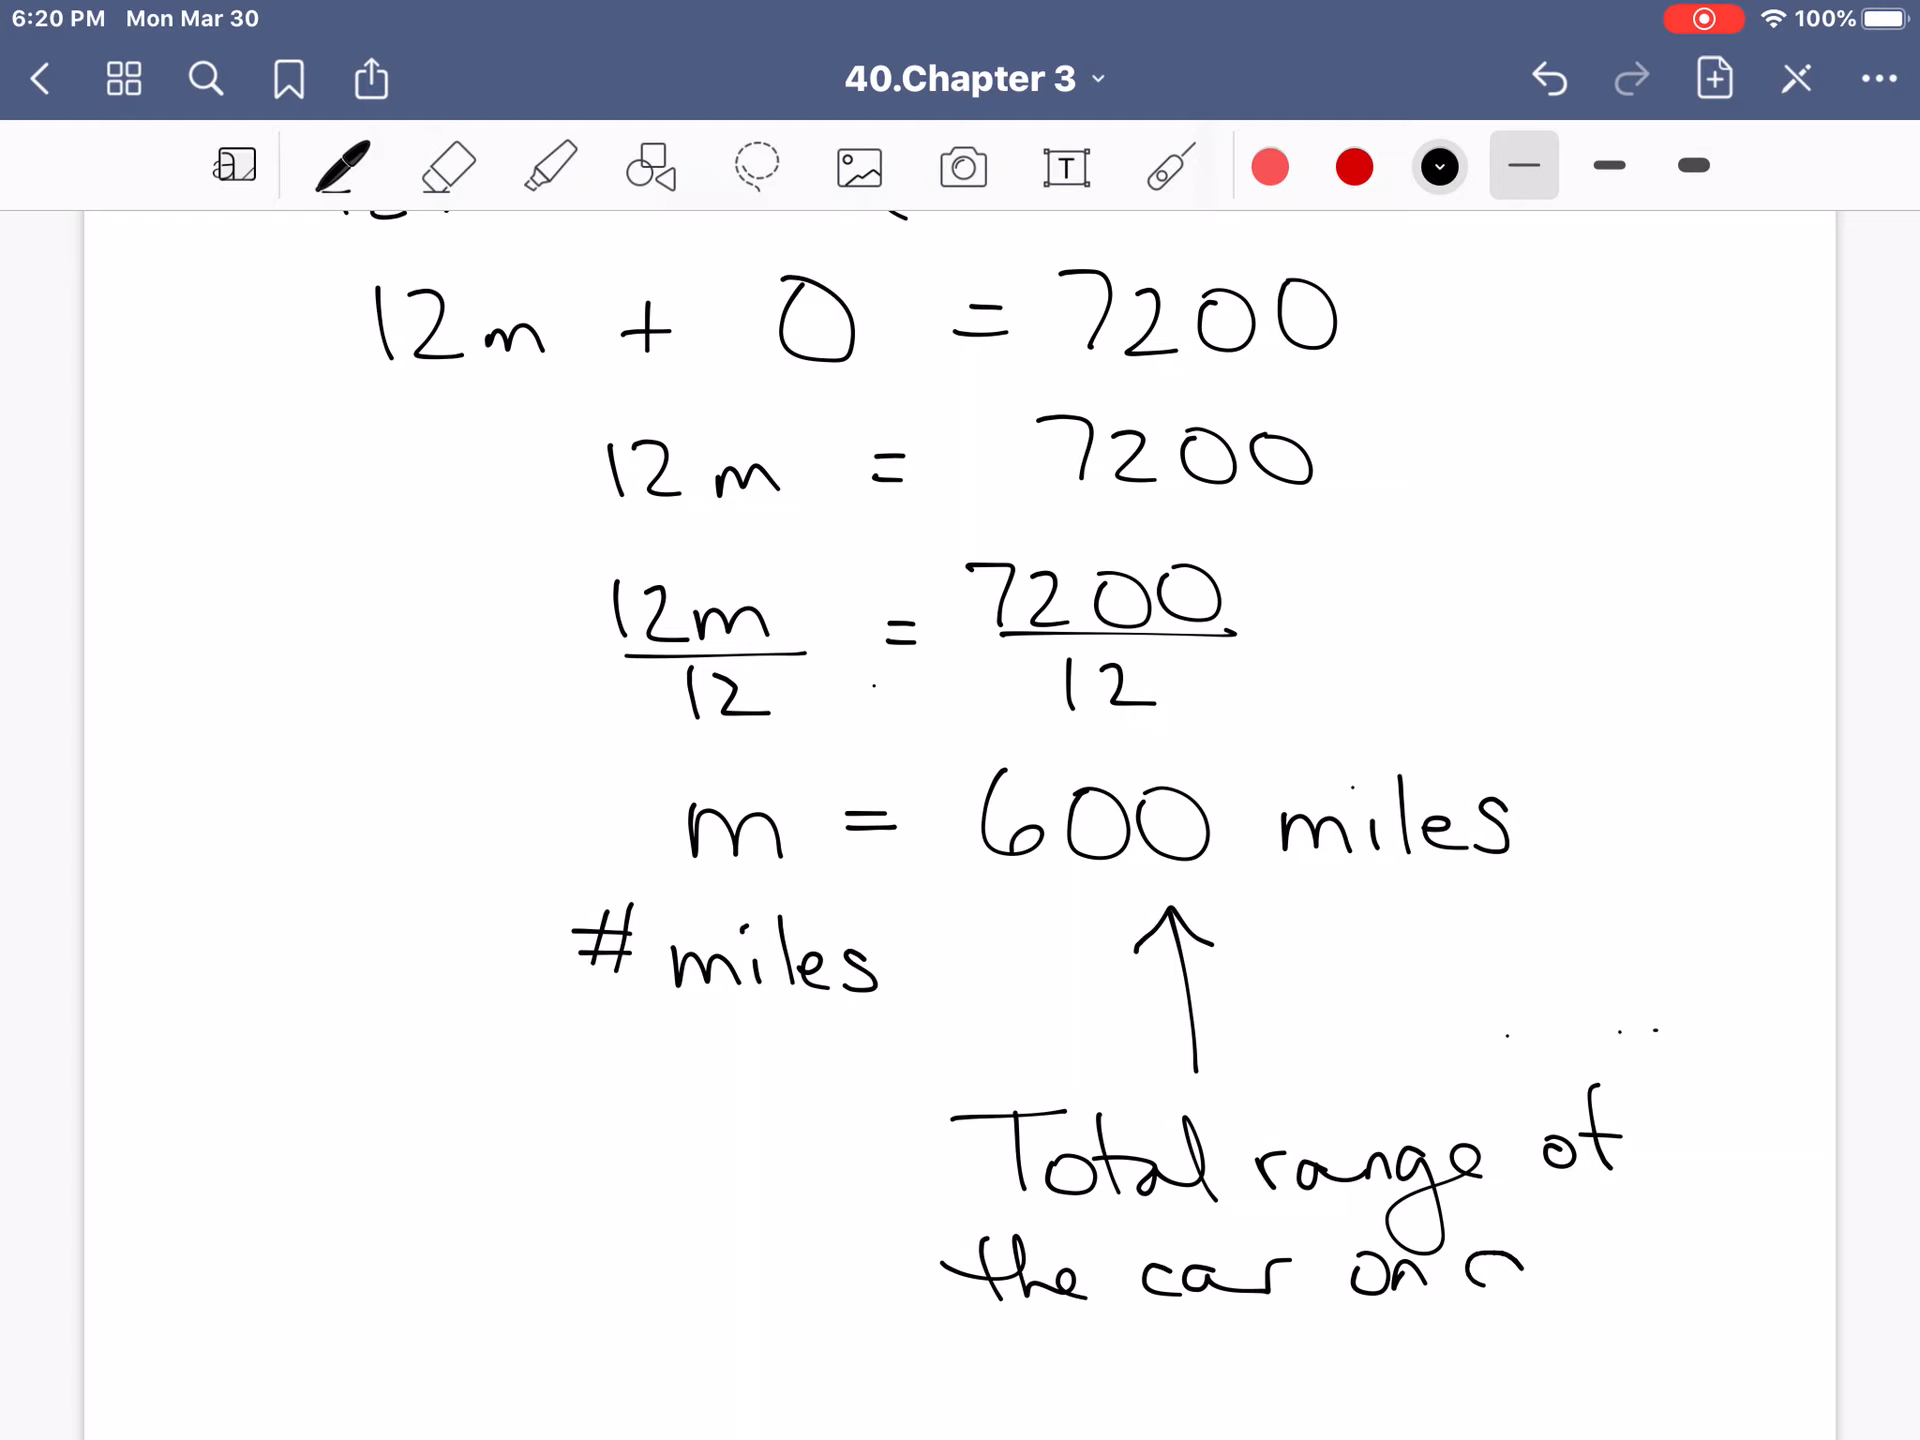 6:20 PM Mon Mar 30 100%
40.Chapter 3
T
12m + 0 = 7200
12m = 7200
12m = 7200
12 12
m = 600 miles
# miles
Total range of
the car on